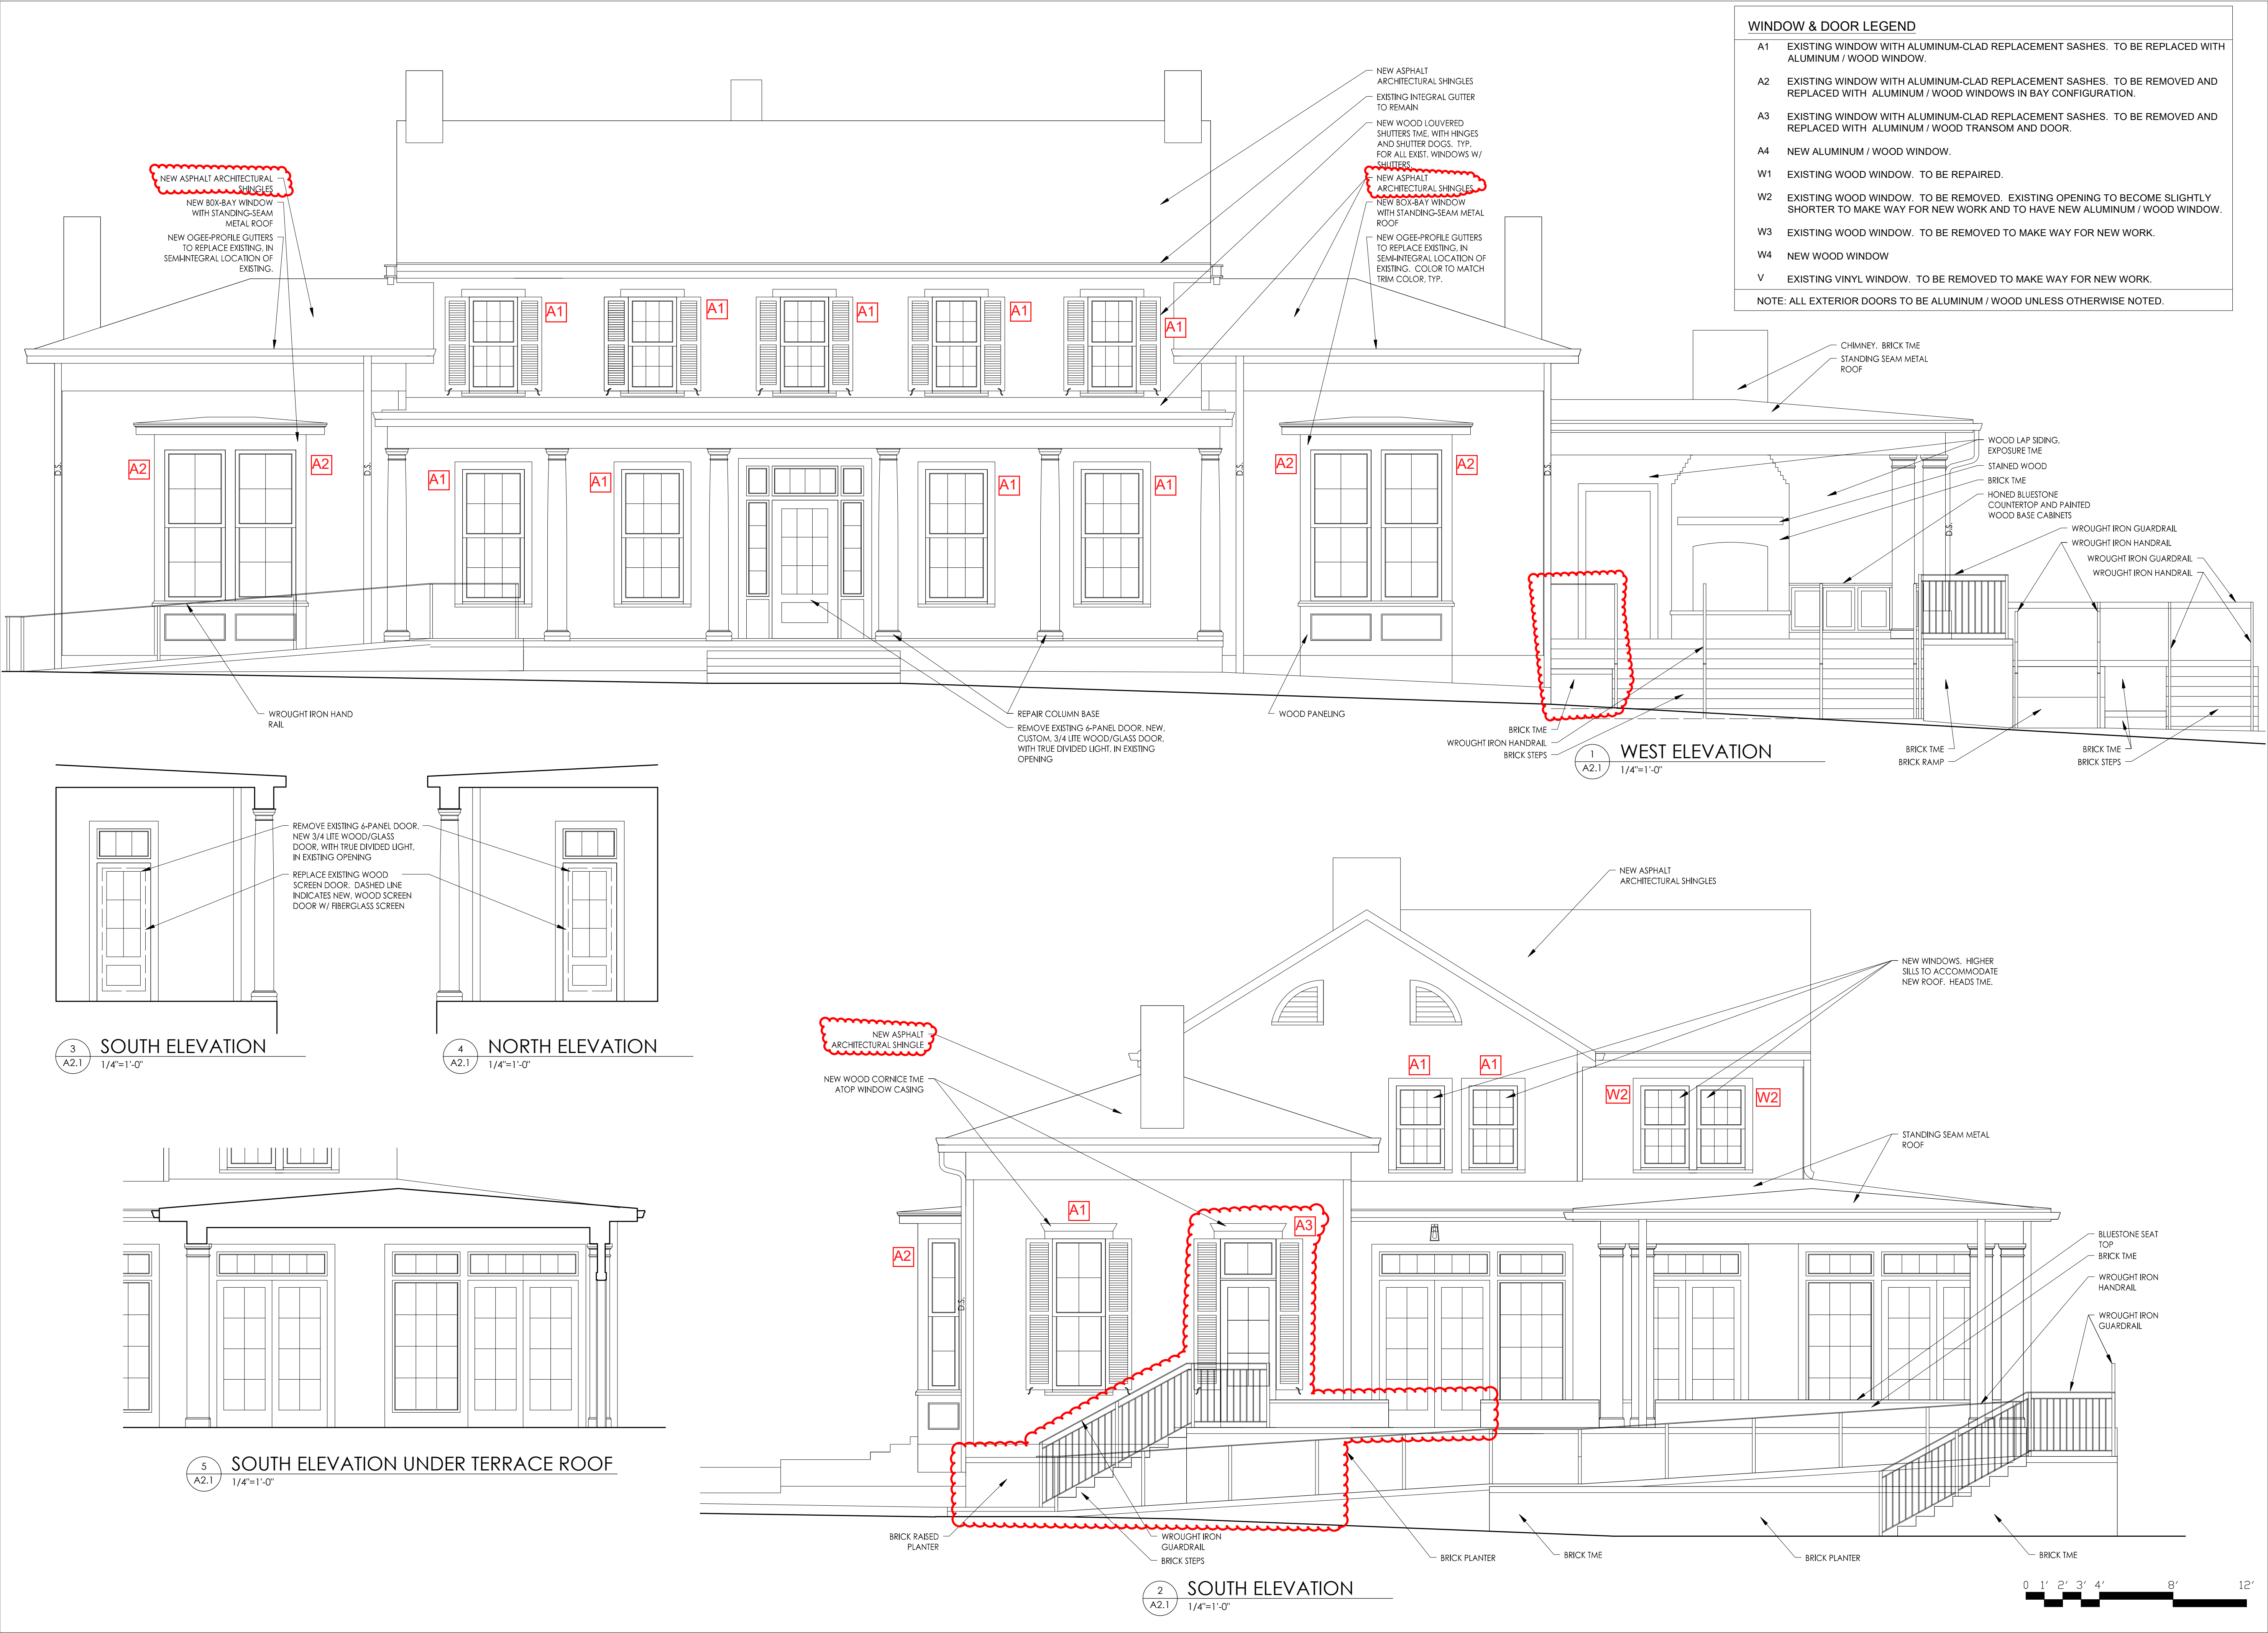 WINDOW & DOOR LEGEND
A1 EXISTING WINDOW WITH ALUMINUM-CLAD REPLACEMENT SASHES. TO BE REPLACED WITH
ALUMINUM / WOOD WINDOW.
A2 EXISTING WINDOW WITH ALUMINUM-CLAD REPLACEMENT SASHES. TO BE REMOVED AND
REPLACED WITH ALUMINUM / WOOD WINDOWS IN BAY CONFIGURATION.
A3 EXISTING WINDOW WITH ALUMINUM-CLAD REPLACEMENT SASHES. TO BE REMOVED AND
REPLACED WITH ALUMINUM / WOOD TRANSOM AND DOOR.
A4 NEW ALUMINUM / WOOD WINDOW.
W1 EXISTING WOOD WINDOW. TO BE REPAIRED.
W2 EXISTING WOOD WINDOW. TO BE REMOVED. EXISTING OPENING TO BECOME SLIGHTLY
SHORTER TO MAKE WAY FOR NEW WORK AND TO HAVE NEW ALUMINUM / WOOD WINDOW.
W3 EXISTING WOOD WINDOW. TO BE REMOVED TO MAKE WAY FOR NEW WORK.
W4 NEW WOOD WINDOW
V EXISTING VINYL WINDOW. TO BE REMOVED TO MAKE WAY FOR NEW WORK.
NOTE: ALL EXTERIOR DOORS TO BE ALUMINUM / WOOD UNLESS OTHERWISE NOTED.
NEW ASPHALT ARCHITECTURAL
SHINGLES
NEW BOX-BAY WINDOW
WITH STANDING-SEAM
METAL ROOF
NEW OGEE-PROFILE GUTTERS
TO REPLACE EXISTING, IN
SEMI-INTEGRAL LOCATION OF
EXISTING.
NEW ASPHALT
ARCHITECTURAL SHINGLES
EXISTING INTEGRAL GUTTER
TO REMAIN
NEW WOOD LOUVERED
SHUTTERS TME, WITH HINGES
AND SHUTTER DOGS. TYP.
FOR ALL EXIST. WINDOWS W/
SHUTTERS.
NEW ASPHALT
ARCHITECTURAL SHINGLES
NEW BOX-BAY WINDOW
WITH STANDING-SEAM METAL
ROOF
NEW OGEE-PROFILE GUTTERS
TO REPLACE EXISTING, IN
SEMI-INTEGRAL LOCATION OF
EXISTING. COLOR TO MATCH
TRIM COLOR, TYP.
A1
A1
A1
A1
A1
CHIMNEY. BRICK TME
STANDING SEAM METAL
ROOF
A2
A2
A1
A1
A1
A1
A2
A2
D.S.
D.S.
D.S.
D.S.
D.S.
WOOD LAP SIDING,
EXPOSURE TME
STAINED WOOD
BRICK TME
HONED BLUESTONE
COUNTERTOP AND PAINTED
WOOD BASE CABINETS
WROUGHT IRON GUARDRAIL
WROUGHT IRON HANDRAIL
WROUGHT IRON GUARDRAIL
WROUGHT IRON HANDRAIL
WROUGHT IRON HAND
RAIL
REPAIR COLUMN BASE
REMOVE EXISTING 6-PANEL DOOR. NEW,
CUSTOM, 3/4 LITE WOOD/GLASS DOOR,
WITH TRUE DIVIDED LIGHT, IN EXISTING
OPENING
WOOD PANELING
BRICK TME
WROUGHT IRON HANDRAIL
BRICK STEPS
BRICK TME
BRICK RAMP
BRICK TME
BRICK STEPS
1
A2.1
WEST ELEVATION
1/4"=1'-0"
REMOVE EXISTING 6-PANEL DOOR.
NEW 3/4 LITE WOOD/GLASS
DOOR, WITH TRUE DIVIDED LIGHT,
IN EXISTING OPENING
REPLACE EXISTING WOOD
SCREEN DOOR. DASHED LINE
INDICATES NEW, WOOD SCREEN
DOOR W/ FIBERGLASS SCREEN
3
A2.1
SOUTH ELEVATION
1/4"=1'-0"
4
A2.1
NORTH ELEVATION
1/4"=1'-0"
5
A2.1
SOUTH ELEVATION UNDER TERRACE ROOF
1/4"=1'-0"
NEW ASPHALT
ARCHITECTURAL SHINGLES
NEW WINDOWS. HIGHER
SILLS TO ACCOMMODATE
NEW ROOF. HEADS TME.
NEW ASPHALT
ARCHITECTURAL SHINGLE
NEW WOOD CORNICE TME
ATOP WINDOW CASING
A1
A1
W2
W2
STANDING SEAM METAL
ROOF
A1
A3
A2
D.S.
BLUESTONE SEAT
TOP
BRICK TME
WROUGHT IRON
HANDRAIL
WROUGHT IRON
GUARDRAIL
BRICK RAISED
PLANTER
WROUGHT IRON
GUARDRAIL
BRICK STEPS
BRICK PLANTER
BRICK TME
BRICK PLANTER
BRICK TME
2
A2.1
SOUTH ELEVATION
1/4"=1'-0"
0 1' 2' 3' 4' 8' 12'